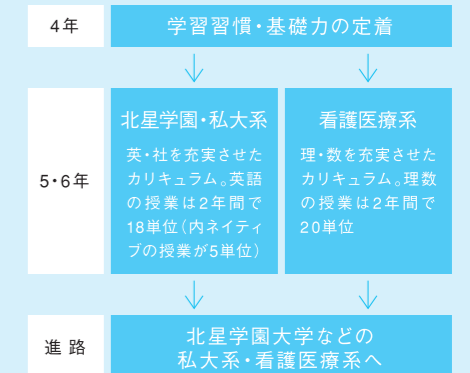 4年
学習習慣・基礎力の定着
5・6年
北星学園・私大系
英・社を充実させた
カリキュラム。英語
の授業は2年間で
18単位（内ネイティ
ブの授業が5単位）
看護医療系
理・数を充実させた
カリキュラム。理数
の授業は2年間で
20単位
進路
北星学園大学などの
私大系・看護医療系へ